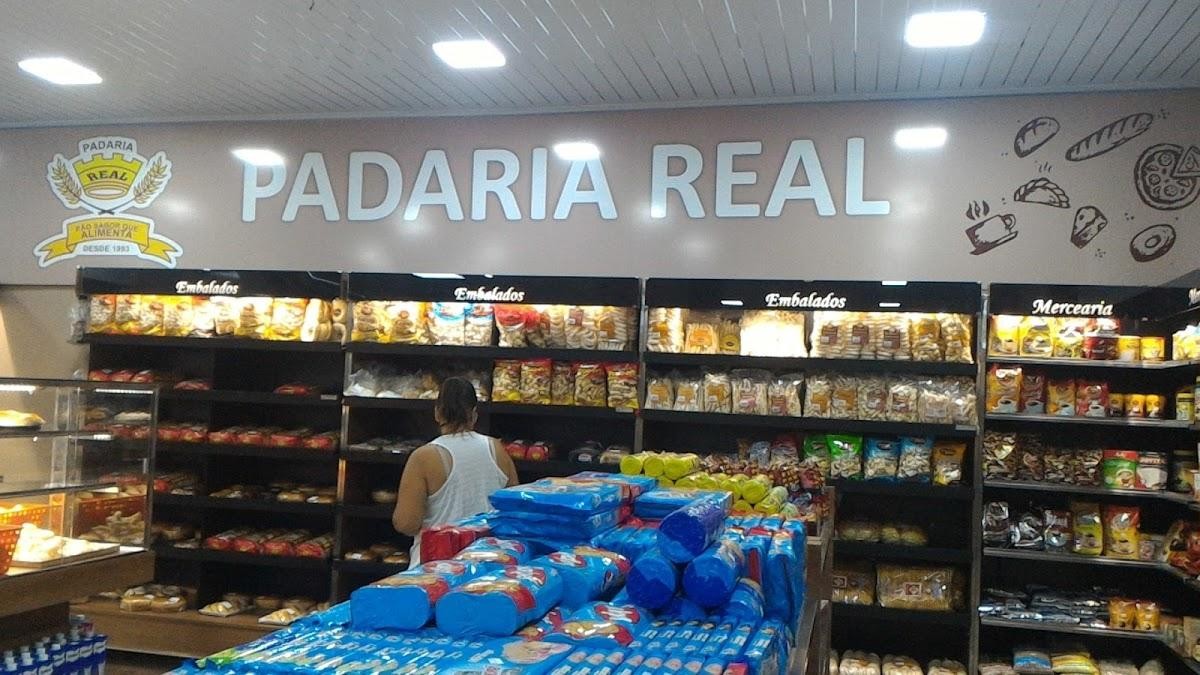 PADARIA
REAL
PÃO SABOR QUE
ALIMENTA
DESDE 1993
PADARIA REAL
Embalados
Embalados
Embalados
Mercearia